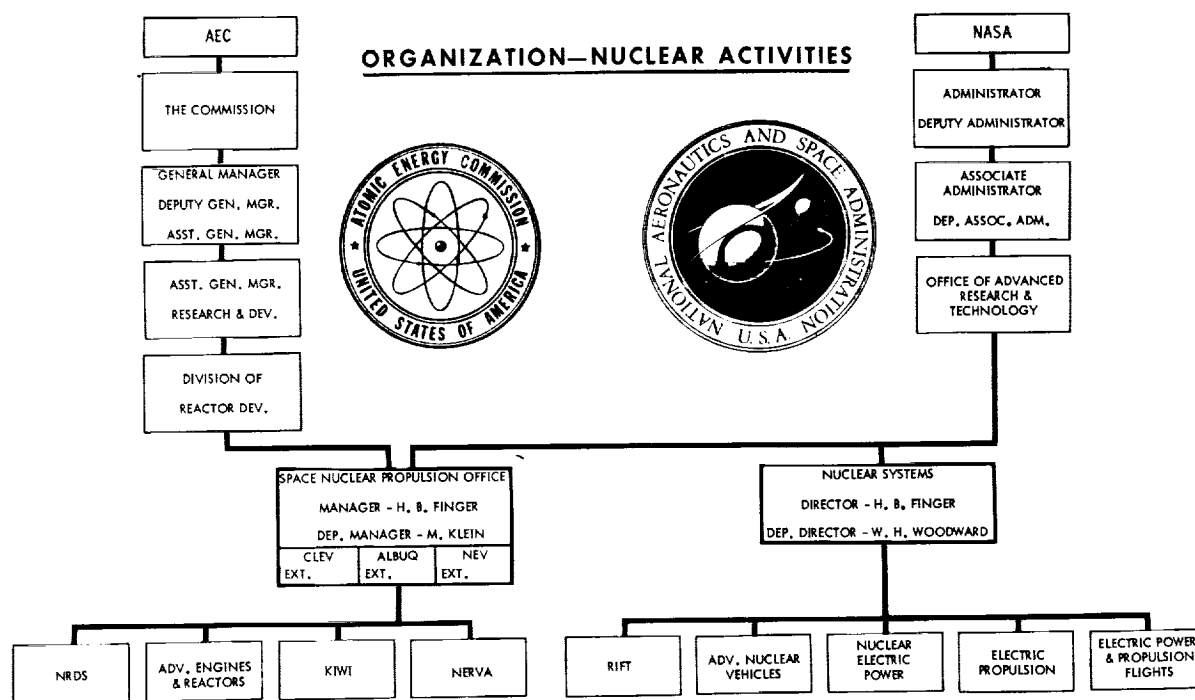 AEC
NASA
ORGANIZATION—NUCLEAR ACTIVITIES
THE COMMISSION
ADMINISTRATOR
DEPUTY ADMINISTRATOR
GENERAL MANAGER
DEPUTY GEN. MGR.
ASST. GEN. MGR.
ATOMIC ENERGY COMMISSION
★ UNITED STATES OF AMERICA ★
NATIONAL AERONAUTICS AND SPACE ADMINISTRATION
U.S.A.
ASSOCIATE
ADMINISTRATOR
DEP. ASSOC. ADM.
ASST. GEN. MGR.
RESEARCH & DEV.
OFFICE OF ADVANCED
RESEARCH &
TECHNOLOGY
DIVISION OF
REACTOR DEV.
SPACE NUCLEAR PROPULSION OFFICE
MANAGER - H. B. FINGER
DEP. MANAGER - M. KLEIN
CLEV
EXT.
ALBUQ
EXT.
NEV
EXT.
NUCLEAR SYSTEMS
DIRECTOR - H. B. FINGER
DEP. DIRECTOR - W. H. WOODWARD
NRDS
ADV. ENGINES
& REACTORS
KIWI
NERVA
RIFT
ADV. NUCLEAR
VEHICLES
NUCLEAR
ELECTRIC
POWER
ELECTRIC
PROPULSION
ELECTRIC POWER
& PROPULSION
FLIGHTS